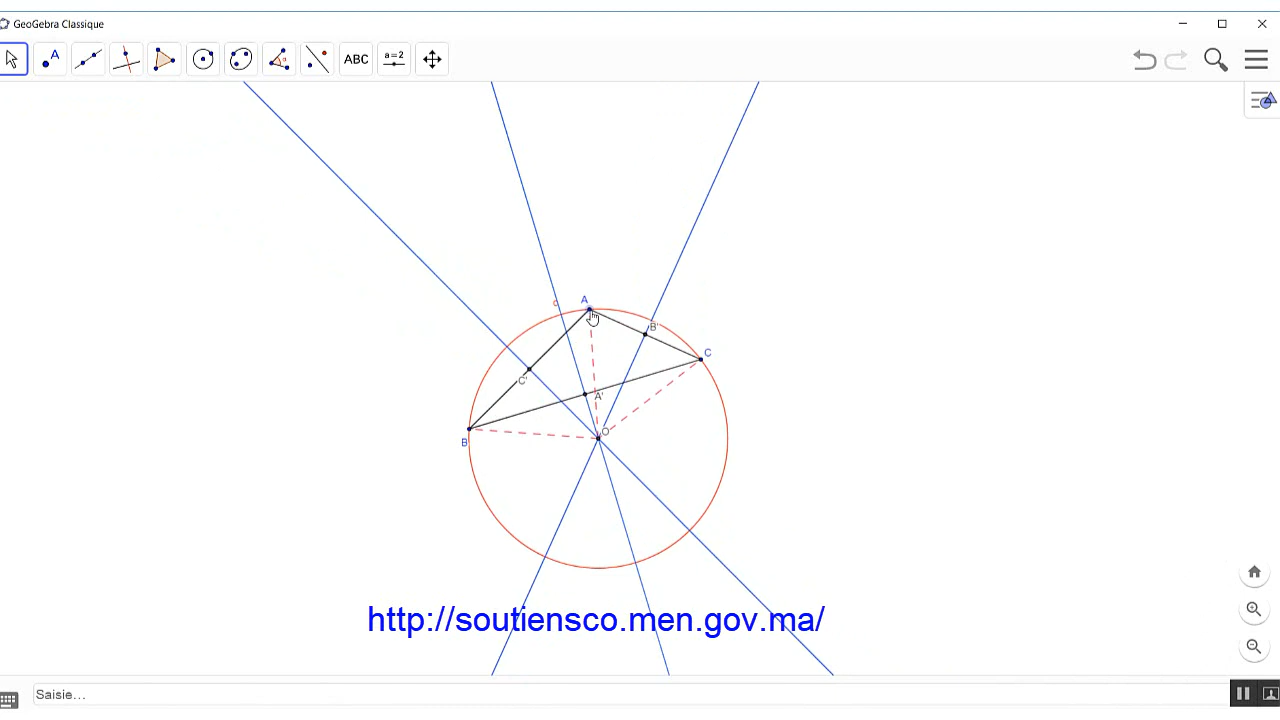 GeoGebra Classique
A
ABC
a=2
c
A
B'
C
C'
A'
O
B
http://soutiensco.men.gov.ma/
Saisie…